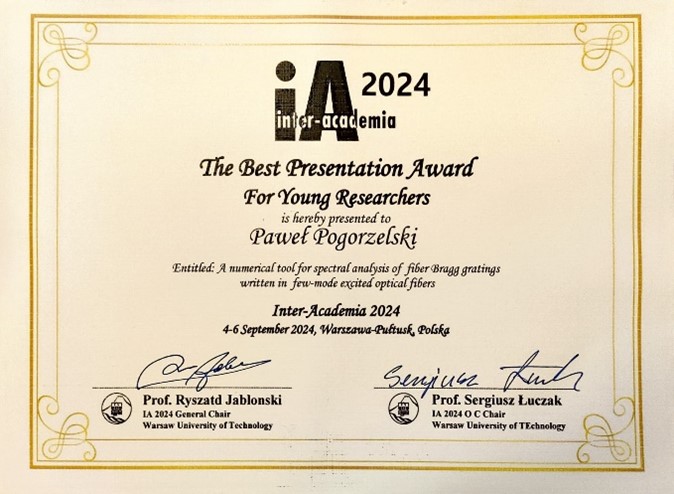 iA 2024
inter-academia
The Best Presentation Award
For Young Researchers
is hereby presented to
Paweł Pogorzelski
Entitled: A numerical tool for spectral analysis of fiber Bragg gratings
written in few-mode excited optical fibers
Inter-Academia 2024
4-6 September 2024, Warszawa-Pułtusk, Polska
Sergiusz
Prof. Ryszatd Jablonski
IA 2024 General Chair
Warsaw University of Technology
Prof. Sergiusz Łuczak
IA 2024 O C Chair
Warsaw University of TEchnology